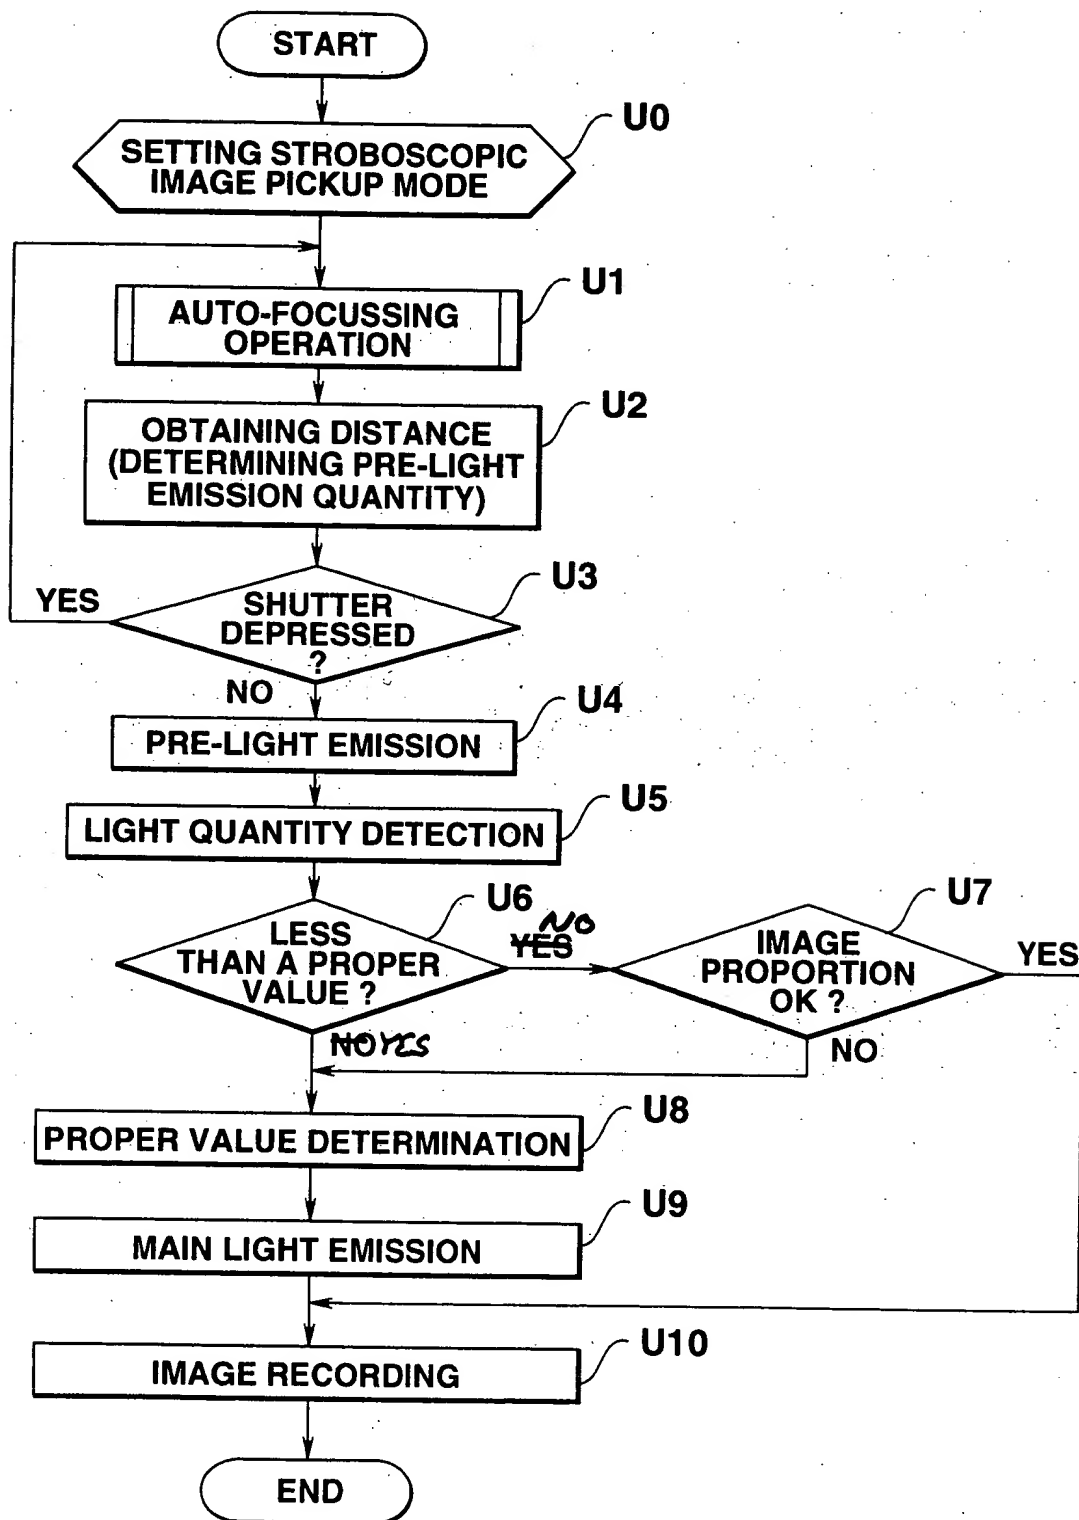 START
U0
SETTING STROBOSCOPIC
IMAGE PICKUP MODE
U1
AUTO-FOCUSSING
OPERATION
U2
OBTAINING DISTANCE
(DETERMINING PRE-LIGHT
EMISSION QUANTITY)
U3
YES
SHUTTER
DEPRESSED
?
NO
U4
PRE-LIGHT EMISSION
U5
LIGHT QUANTITY DETECTION
U6
LESS
THAN A PROPER
VALUE ?
NO
YES
U7
IMAGE
PROPORTION
OK ?
YES
NO YES
NO
U8
PROPER VALUE DETERMINATION
U9
MAIN LIGHT EMISSION
U10
IMAGE RECORDING
END